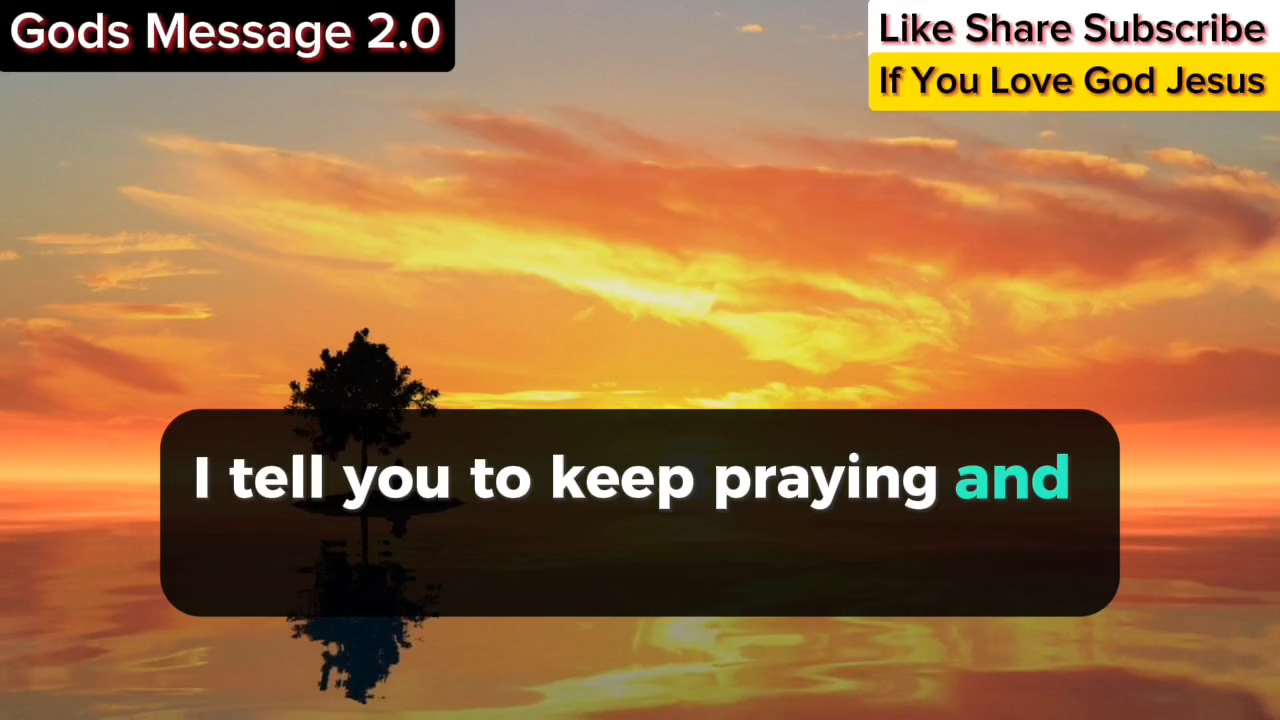 Gods Message 2.0
Like Share Subscribe
If You Love God Jesus
I tell you to keep praying and